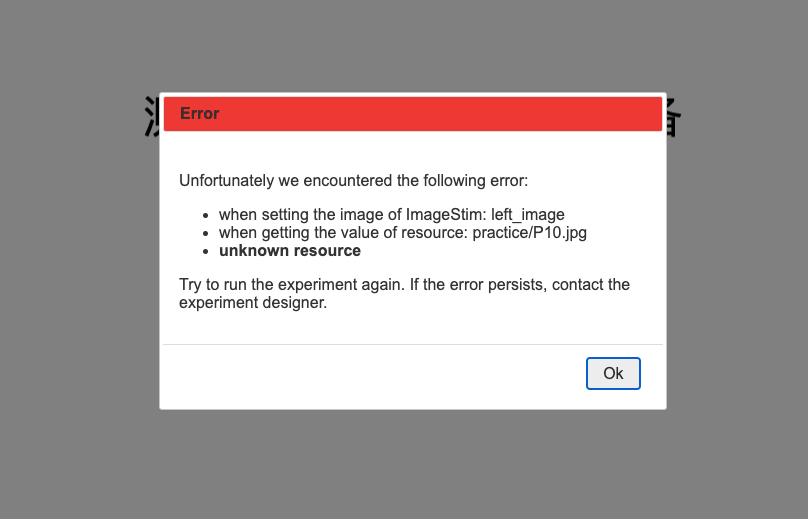 Error
Unfortunately we encountered the following error:
• when setting the image of ImageStim: left_image
• when getting the value of resource: practice/P10.jpg
• unknown resource
Try to run the experiment again. If the error persists, contact the
experiment designer.
Ok